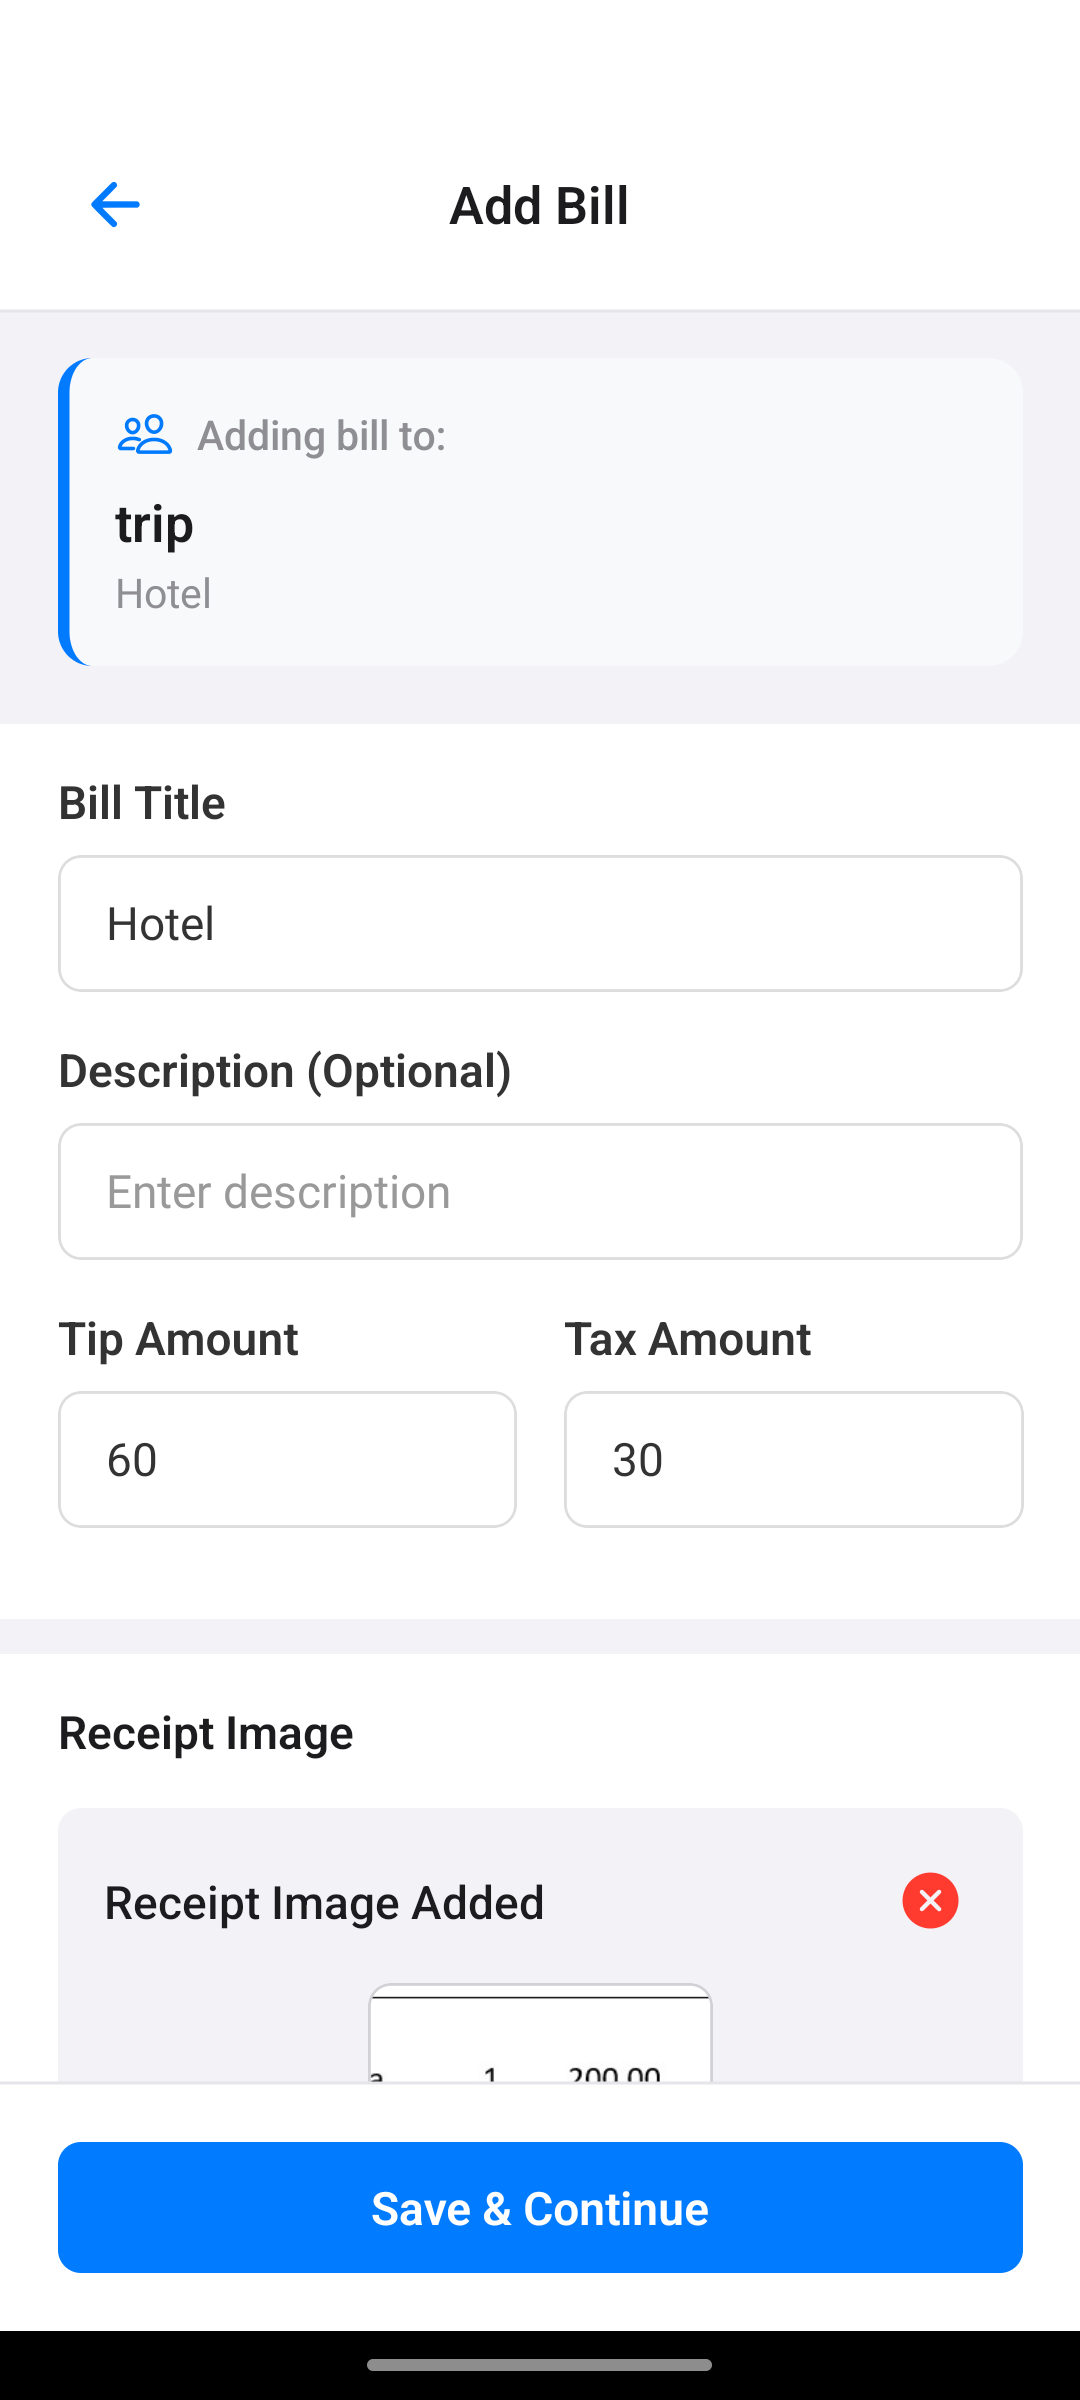 Add Bill
Adding bill to:
trip
Hotel
Bill Title
Hotel
Description (Optional)
Enter description
Tip Amount Tax Amount
60 30
Receipt Image
Receipt Image Added
a 1 200.00
Save & Continue